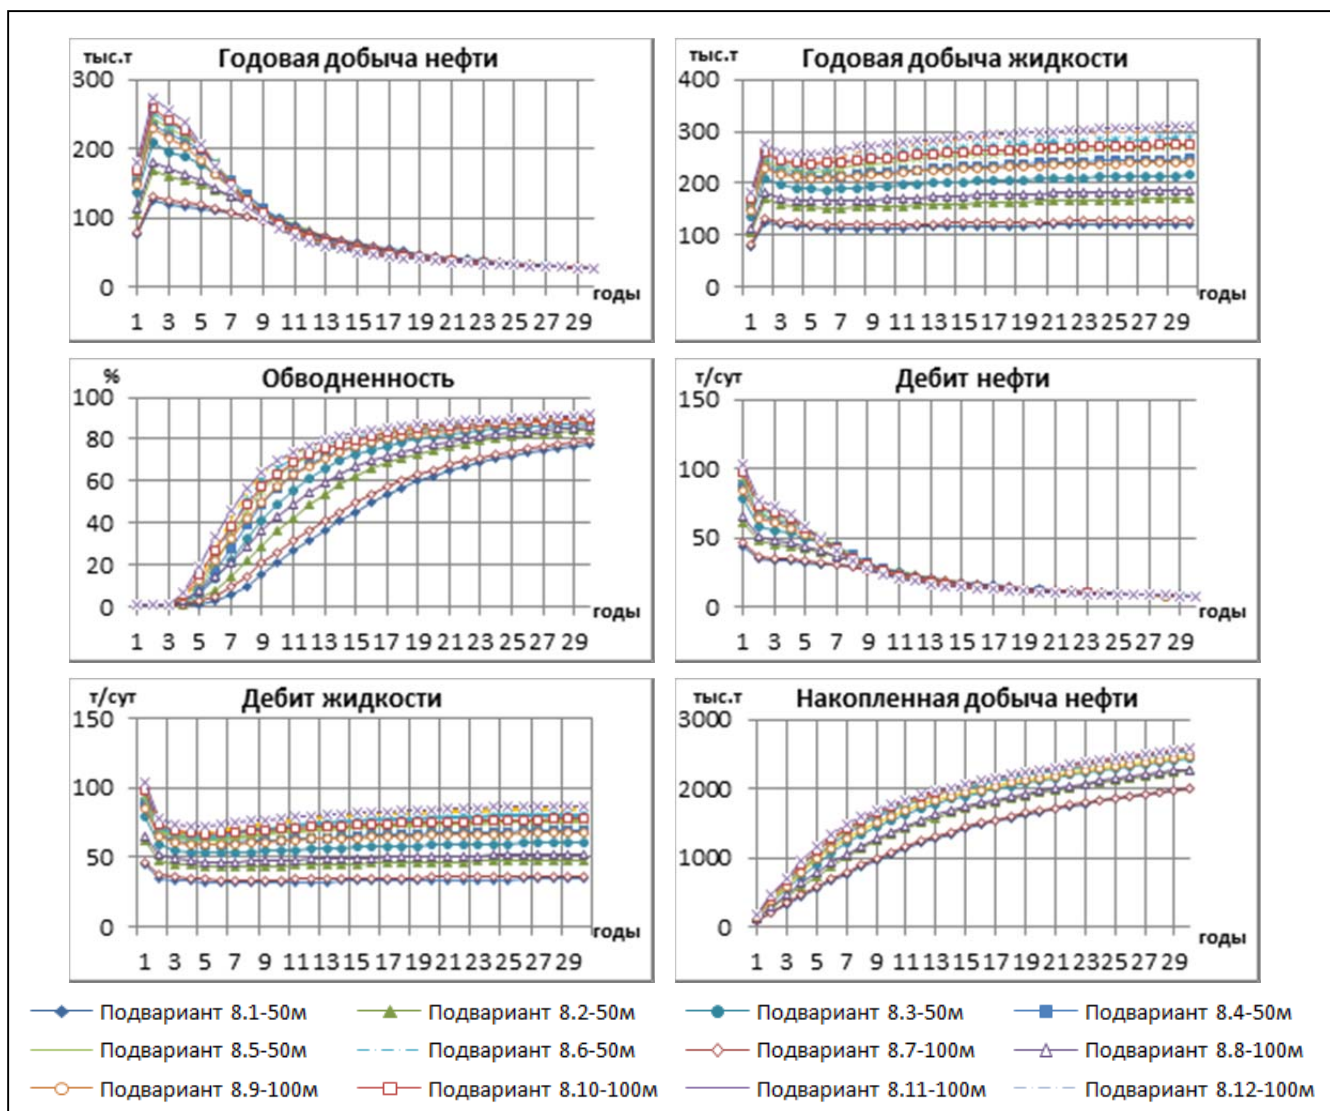 тыс.т Годовая добыча нефти
300
200
100
0
годы
1 3 5 7 9 11 13 15 17 19 21 23 25 27 29
тыс.т Годовая добыча жидкости
400
300
200
100
0
годы
1 3 5 7 9 11 13 15 17 19 21 23 25 27 29
% Обводненность
100
80
60
40
20
0
годы
1 3 5 7 9 11 13 15 17 19 21 23 25 27 29
т/сут Дебит нефти
150
100
50
0
годы
1 3 5 7 9 11 13 15 17 19 21 23 25 27 29
т/сут Дебит жидкости
150
100
50
0
годы
1 3 5 7 9 11 13 15 17 19 21 23 25 27 29
тыс.т Накопленная добыча нефти
3000
2000
1000
0
годы
1 3 5 7 9 11 13 15 17 19 21 23 25 27 29
Подвариант 8.1-50м Подвариант 8.2-50м Подвариант 8.3-50м Подвариант 8.4-50м
Подвариант 8.5-50м Подвариант 8.6-50м Подвариант 8.7-100м Подвариант 8.8-100м
Подвариант 8.9-100м Подвариант 8.10-100м Подвариант 8.11-100м Подвариант 8.12-100м